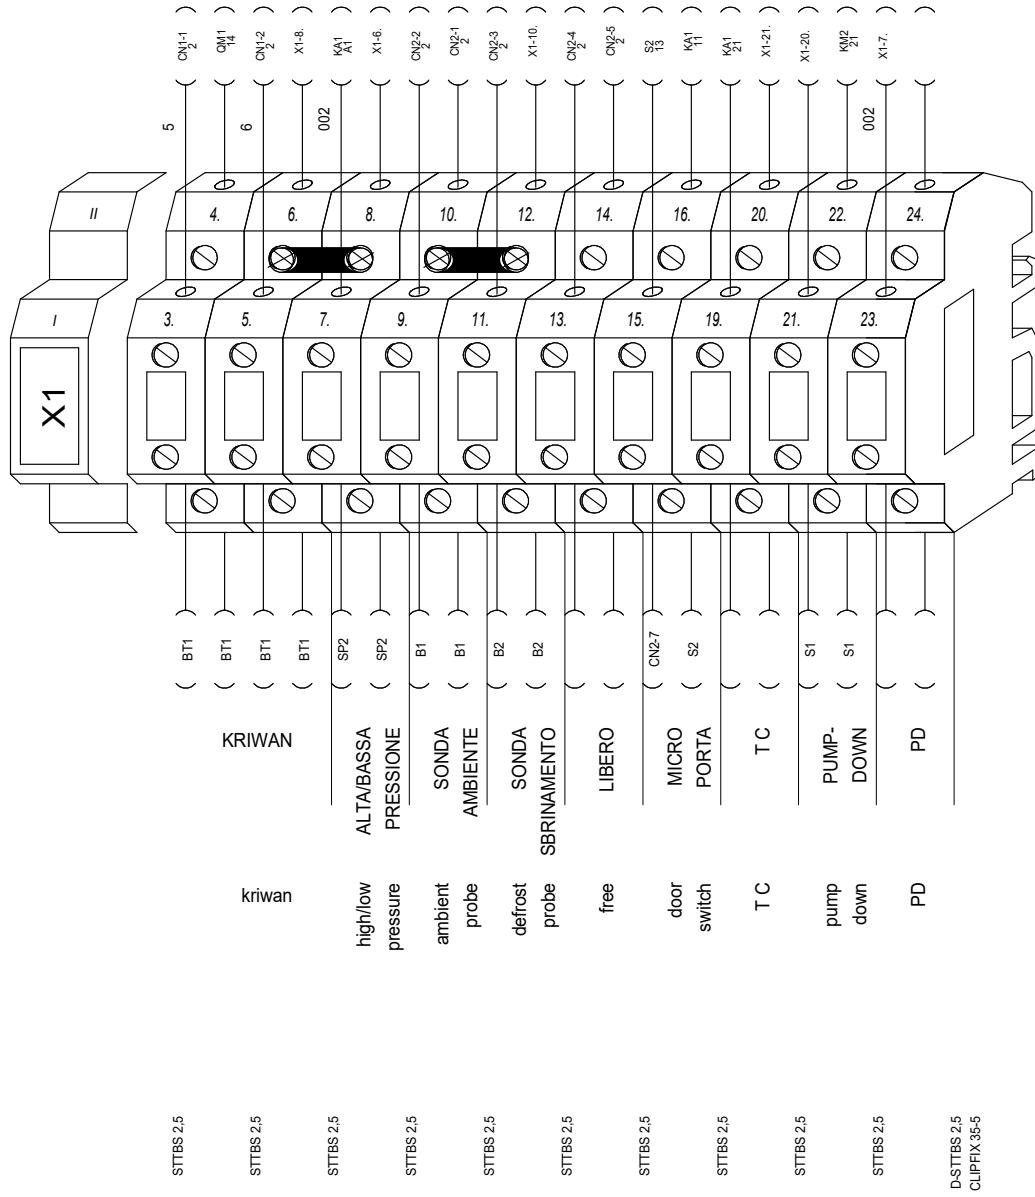 CN1-1
2
QM1
14
CN1-2
2
X1-8.
KA1
A1
X1-6.
CN2-2
2
CN2-1
2
CN2-3
2
X1-10.
CN2-4
2
CN2-5
2
S2
13
KA1
11
KA1
21
X1-21.
X1-20.
KM2
21
X1-7.
5
6
002
002
II
4.
6.
8.
10.
12.
14.
16.
20.
22.
24.
I
3.
5.
7.
9.
11.
13.
15.
19.
21.
23.
X1
BT1
BT1
BT1
BT1
SP2
SP2
B1
B1
B2
B2
CN2-7
S2
S1
S1
KRIWAN
ALTA/BASSA
PRESSIONE
SONDA
AMBIENTE
SONDA
SBRINAMENTO
LIBERO
MICRO
PORTA
T C
PUMP-
DOWN
PD
kriwan
high/low
pressure
ambient
probe
defrost
probe
free
door
switch
T C
pump
down
PD
STTBS 2,5
STTBS 2,5
STTBS 2,5
STTBS 2,5
STTBS 2,5
STTBS 2,5
STTBS 2,5
STTBS 2,5
STTBS 2,5
STTBS 2,5
D-STTBS 2,5
CLIPFIX 35-5